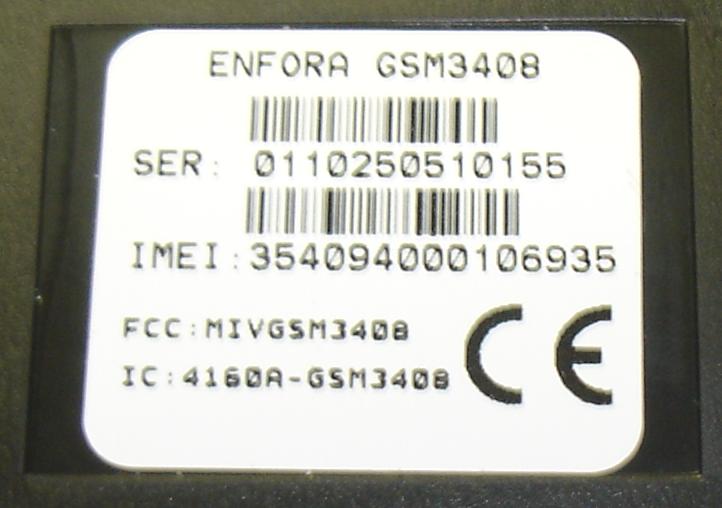 ENFORA GSM3408
SER: 0110250510155
IMEI:354094000106935
FCC:MIVGSM3408
IC:4160A-GSM3408
CE